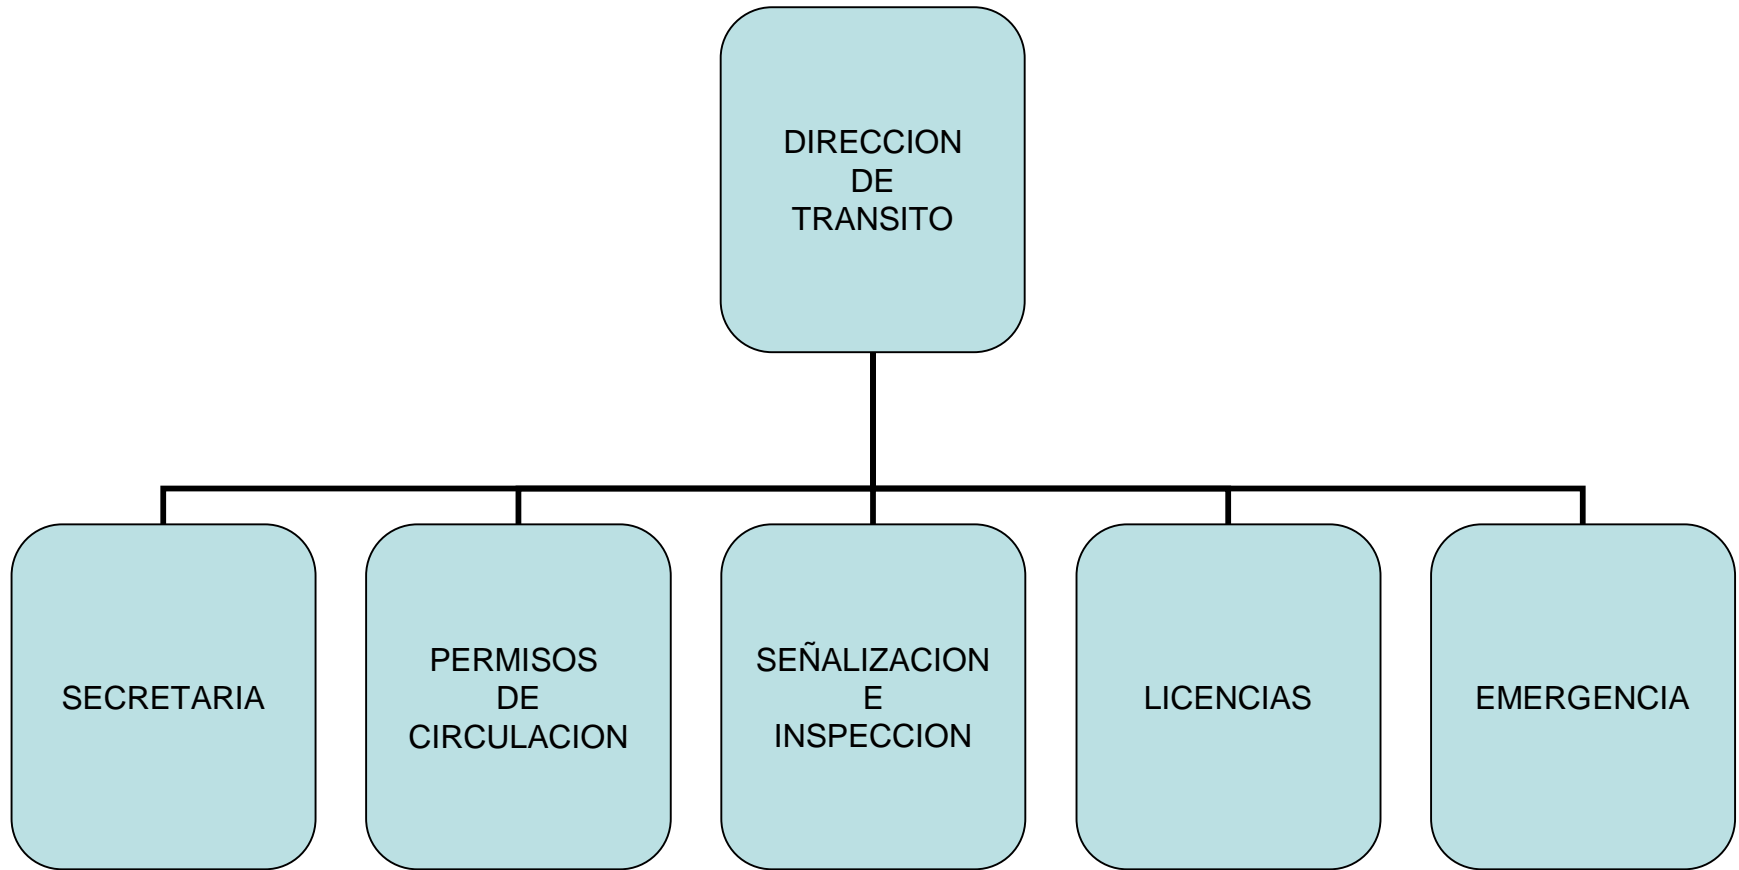 DIRECCION
DE
TRANSITO
SECRETARIA
PERMISOS
DE
CIRCULACION
SEÑALIZACION
E
INSPECCION
LICENCIAS
EMERGENCIA